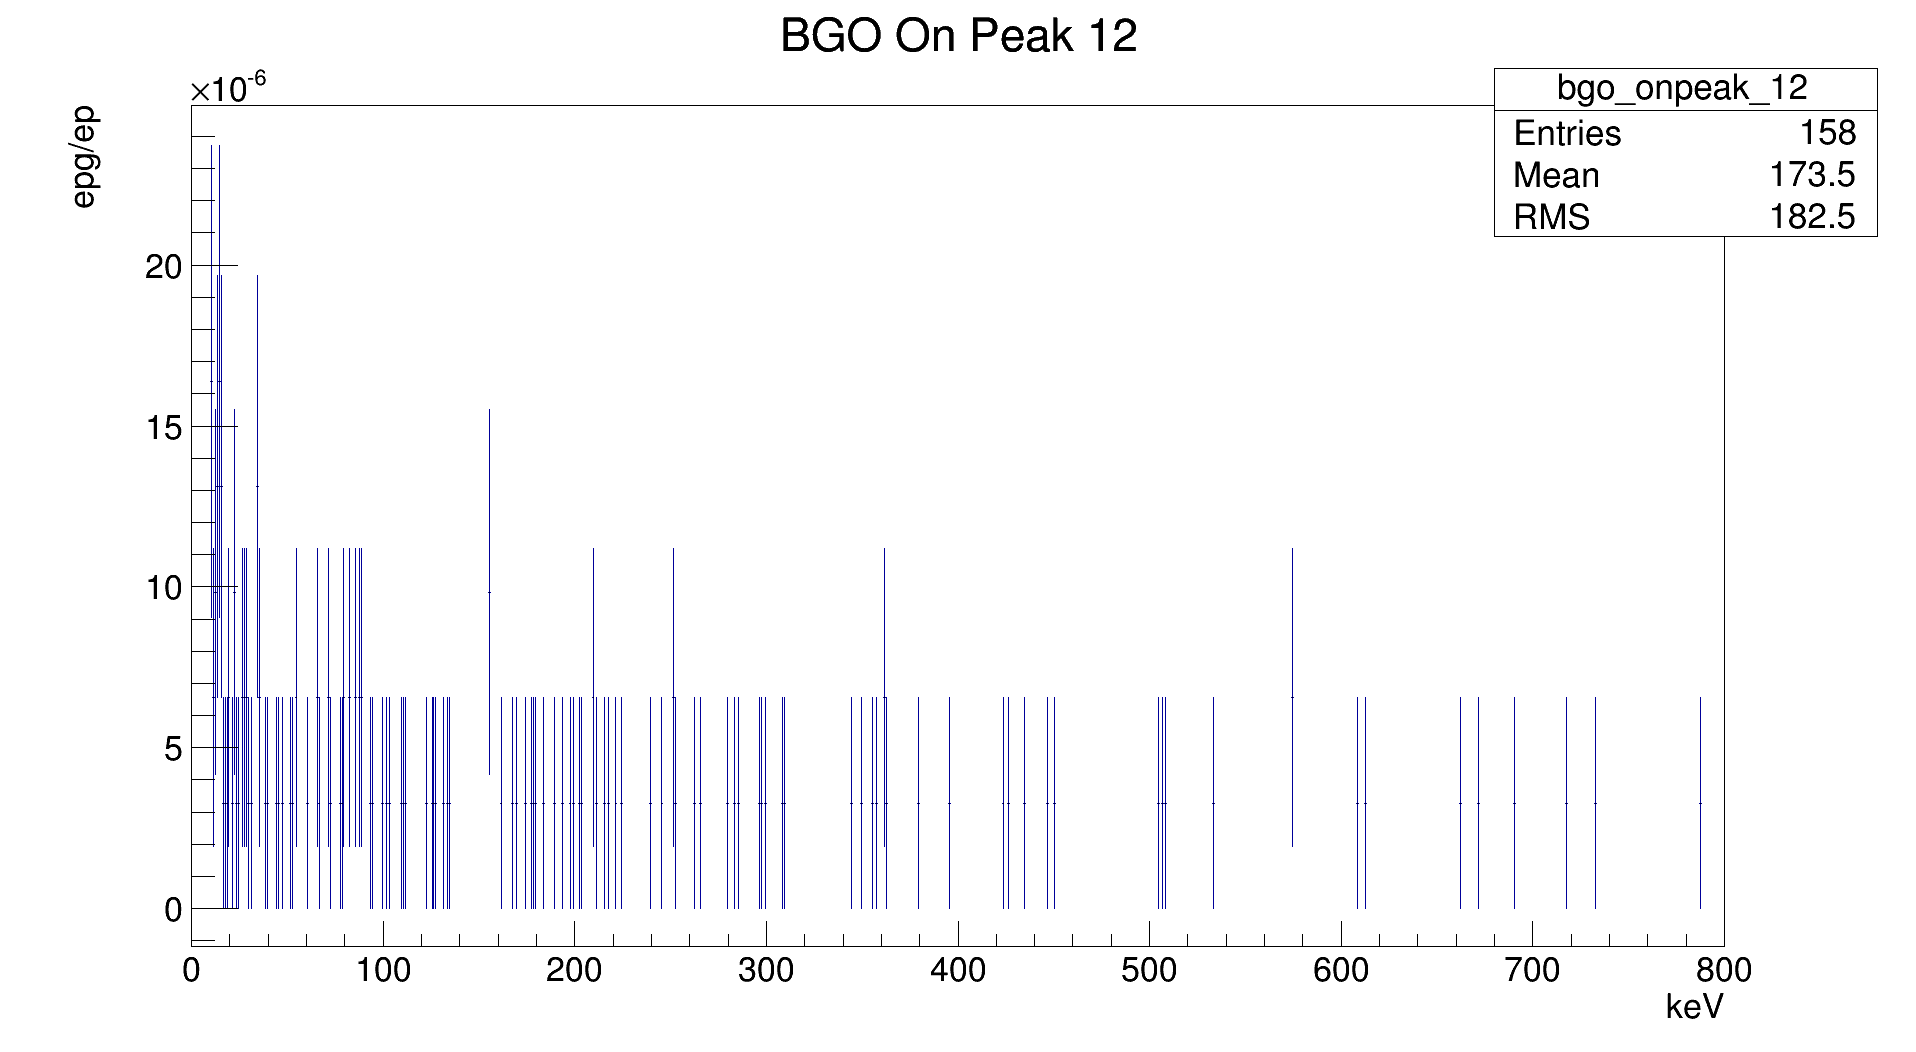 BGO On Peak 12
×10-6
epg/ep
bgo_onpeak_12
Entries 158
Mean 173.5
RMS 182.5
20
15
10
5
0
0 100 200 300 400 500 600 700 800
keV